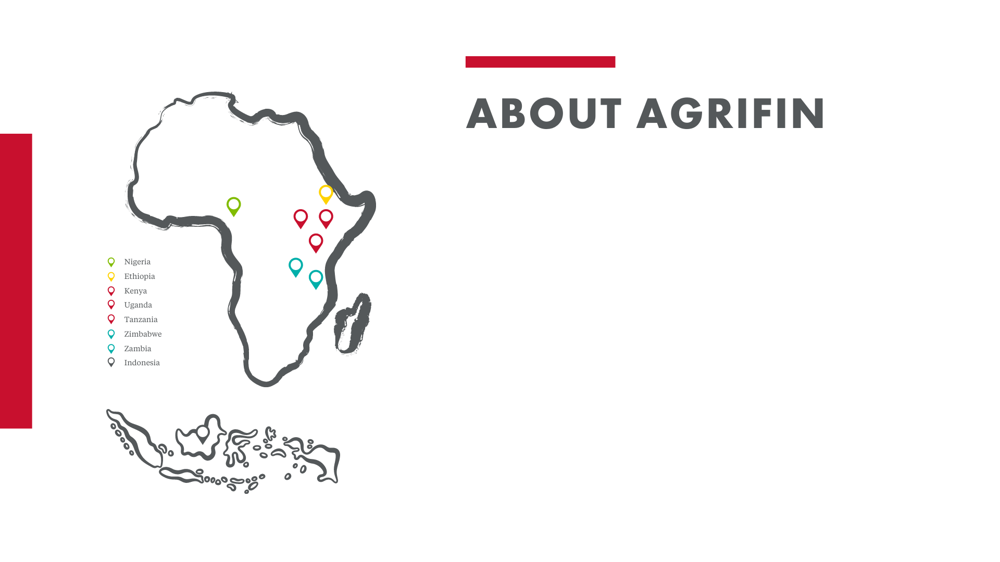 ABOUT AGRIFIN
Nigeria
Ethiopia
Kenya
Uganda
Tanzania
Zimbabwe
Zambia
Indonesia